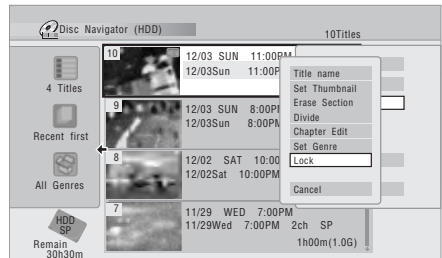 Disc Navigator (HDD)
10Titles
4 Titles
Recent first
All Genres
HDD
SP
Remain
30h30m
10
12/03 SUN 11:00PM
12/03Sun 11:00P
9
12/03 SUN 8:00P
12/03Sun 8:00P
8
12/02 SAT 10:00
12/02Sat 10:00PM
7
11/29 WED 7:00PM
11/29Wed 7:00PM 2ch SP
1h00m(1.0G)
Title name
Set Thumbnail
Erase Section
Divide
Chapter Edit
Set Genre
Lock
Cancel